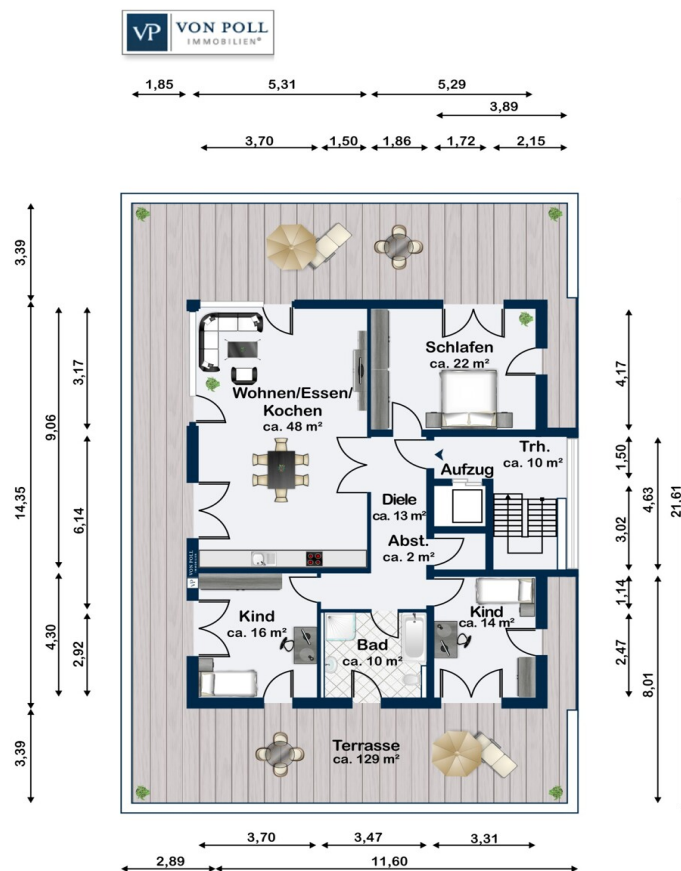 VP VON POLL
IMMOBILIEN®
1,85 5,31 5,29
3,89
3,70 1,50 1,86 1,72 2,15
3,39
14,35
3,39
9,06
4,30
3,17
6,14
2,92
Schlafen
ca. 22 m²
Wohnen/Essen/
Kochen
ca. 48 m²
Trh.
ca. 10 m²
Aufzug
Diele
ca. 13 m²
Abst.
ca. 2 m²
VP VON POLL
Kind
ca. 16 m²
Kind
ca. 14 m²
Bad
ca. 10 m²
Terrasse
ca. 129 m²
4,17
1,50
3,02
1,14
2,47
4,63
8,01
21.61
3,70 3,47 3,31
2,89 11,60